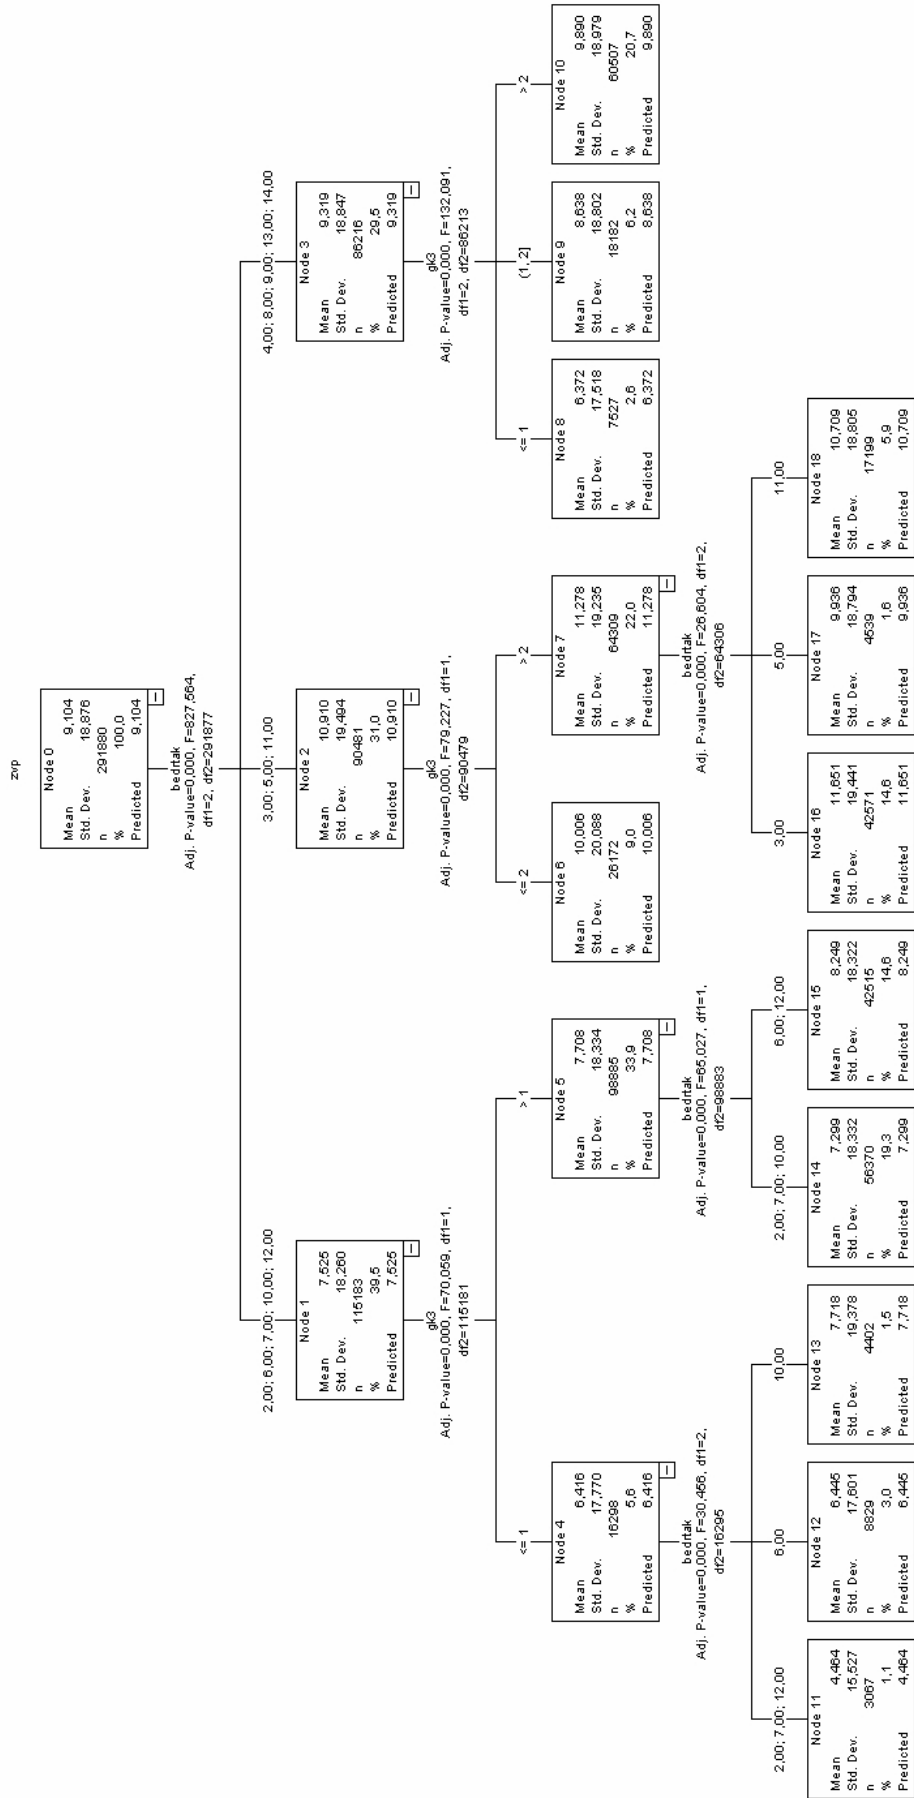 zvp
Node 0
Mean 9,104
Std. Dev. 18,876
n 291880
% 100,0
Predicted 9,104
bedrtak
Adj. P-value=0,000, F=827,564,
df1=2, df2=291877
2,00; 6,00; 7,00; 10,00; 12,00
3,00; 5,00; 11,00
4,00; 8,00; 9,00; 13,00; 14,00
Node 1
Mean 7,525
Std. Dev. 18,260
n 115183
% 39,5
Predicted 7,525
gk3
Adj. P-value=0,000, F=70,059, df1=1,
df2=115181
Node 2
Mean 10,910
Std. Dev. 19,494
n 90481
% 31,0
Predicted 10,910
gk3
Adj. P-value=0,000, F=79,227, df1=1,
df2=90479
Node 3
Mean 9,319
Std. Dev. 18,847
n 86216
% 29,5
Predicted 9,319
gk3
Adj. P-value=0,000, F=132,091,
df1=2, df2=86213
<= 1
> 1
<= 2
> 2
<= 1
(1, 2]
> 2
Node 4
Mean 6,416
Std. Dev. 17,770
n 16298
% 5,6
Predicted 6,416
bedrtak
Adj. P-value=0,000, F=30,456, df1=2,
df2=16295
Node 5
Mean 7,708
Std. Dev. 18,334
n 98885
% 33,9
Predicted 7,708
bedrtak
Adj. P-value=0,000, F=65,027, df1=1,
df2=98883
Node 6
Mean 10,006
Std. Dev. 20,088
n 26172
% 9,0
Predicted 10,006
Node 7
Mean 11,278
Std. Dev. 19,235
n 64309
% 22,0
Predicted 11,278
bedrtak
Adj. P-value=0,000, F=26,604, df1=2,
df2=64306
Node 8
Mean 6,372
Std. Dev. 17,518
n 7527
% 2,6
Predicted 6,372
Node 9
Mean 8,638
Std. Dev. 18,802
n 18182
% 6,2
Predicted 8,638
Node 10
Mean 9,890
Std. Dev. 18,979
n 60507
% 20,7
Predicted 9,890
2,00; 7,00; 12,00
6,00
10,00
2,00; 7,00; 10,00
6,00; 12,00
3,00
5,00
11,00
Node 11
Mean 4,464
Std. Dev. 15,527
n 3067
% 1,1
Predicted 4,464
Node 12
Mean 6,445
Std. Dev. 17,601
n 8829
% 3,0
Predicted 6,445
Node 13
Mean 7,718
Std. Dev. 19,378
n 4402
% 1,5
Predicted 7,718
Node 14
Mean 7,299
Std. Dev. 18,332
n 56370
% 19,3
Predicted 7,299
Node 15
Mean 8,249
Std. Dev. 18,322
n 42515
% 14,6
Predicted 8,249
Node 16
Mean 11,651
Std. Dev. 19,441
n 42571
% 14,6
Predicted 11,651
Node 17
Mean 9,936
Std. Dev. 18,794
n 4539
% 1,6
Predicted 9,936
Node 18
Mean 10,709
Std. Dev. 18,805
n 17199
% 5,9
Predicted 10,709